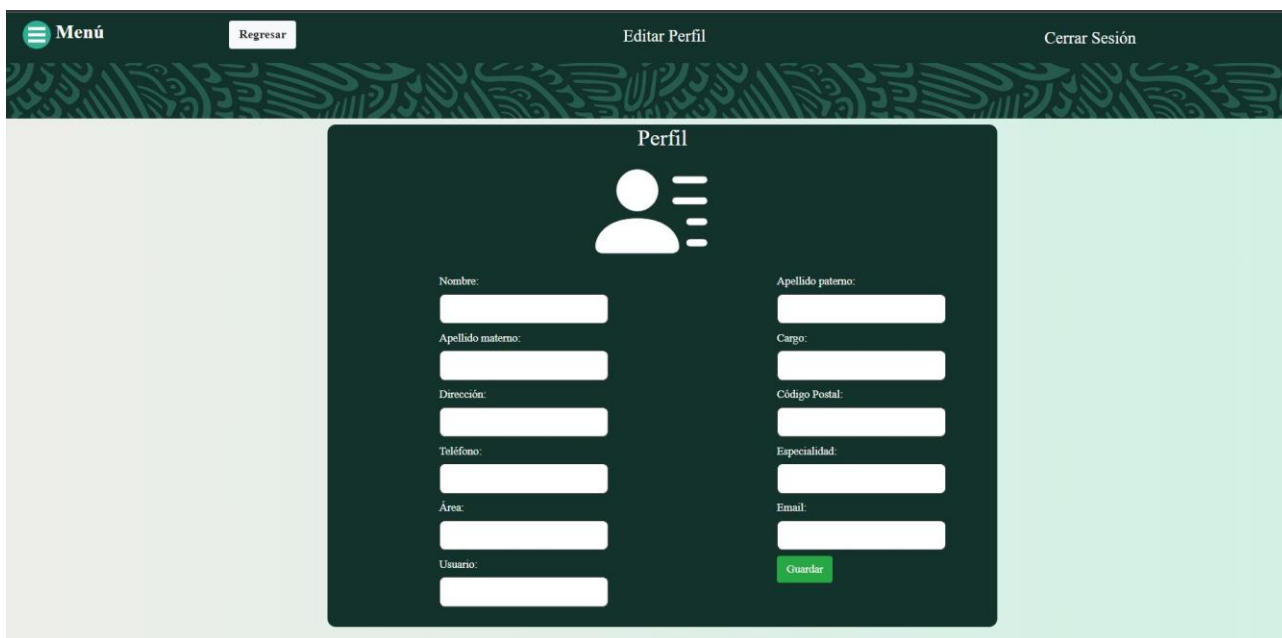 Menú
Regresar
Editar Perfil
Cerrar Sesión
Perfil
Nombre:
Apellido paterno:
Apellido materno:
Cargo:
Dirección:
Código Postal:
Teléfono:
Especialidad:
Área:
Email:
Usuario:
Guardar